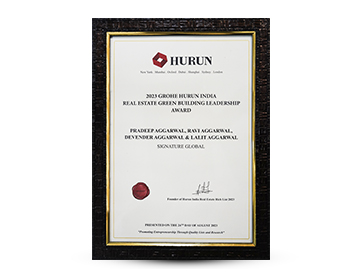 HURUN
New York Mumbai Oxford Dubai Shanghai Sydney London
2023 GROHE HURUN INDIA
REAL ESTATE GREEN BUILDING LEADERSHIP
AWARD
PRADEEP AGGARWAL, RAVI AGGARWAL,
DEVENDER AGGARWAL & LALIT AGGARWAL
SIGNATURE GLOBAL
Founder of Hurun India Real Estate Rich List 2023
PRESENTED ON THE 24TH DAY OF AUGUST 2023
"Promoting Entrepreneurship Through Quality Lists and Research"